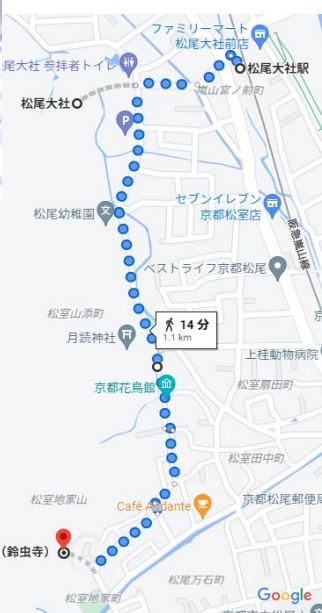 ファミリーマート
松尾大社前店
尾大社 参拝者トイレ
松尾大社駅
松尾大社
嵐山宮ノ前町
P
松尾幼稚園
文
セブンイレブン
京都松室店
阪急嵐山線
ベストライフ京都松尾
松室山添町
14 分
1.1 km
月読神社
上桂動物病院
京都花鳥館
松室扇田町
松室田中町
松室地家山
Café Andante
京都松尾郵便局
(鈴虫寺)
松尾万石町
松室地家町
Google